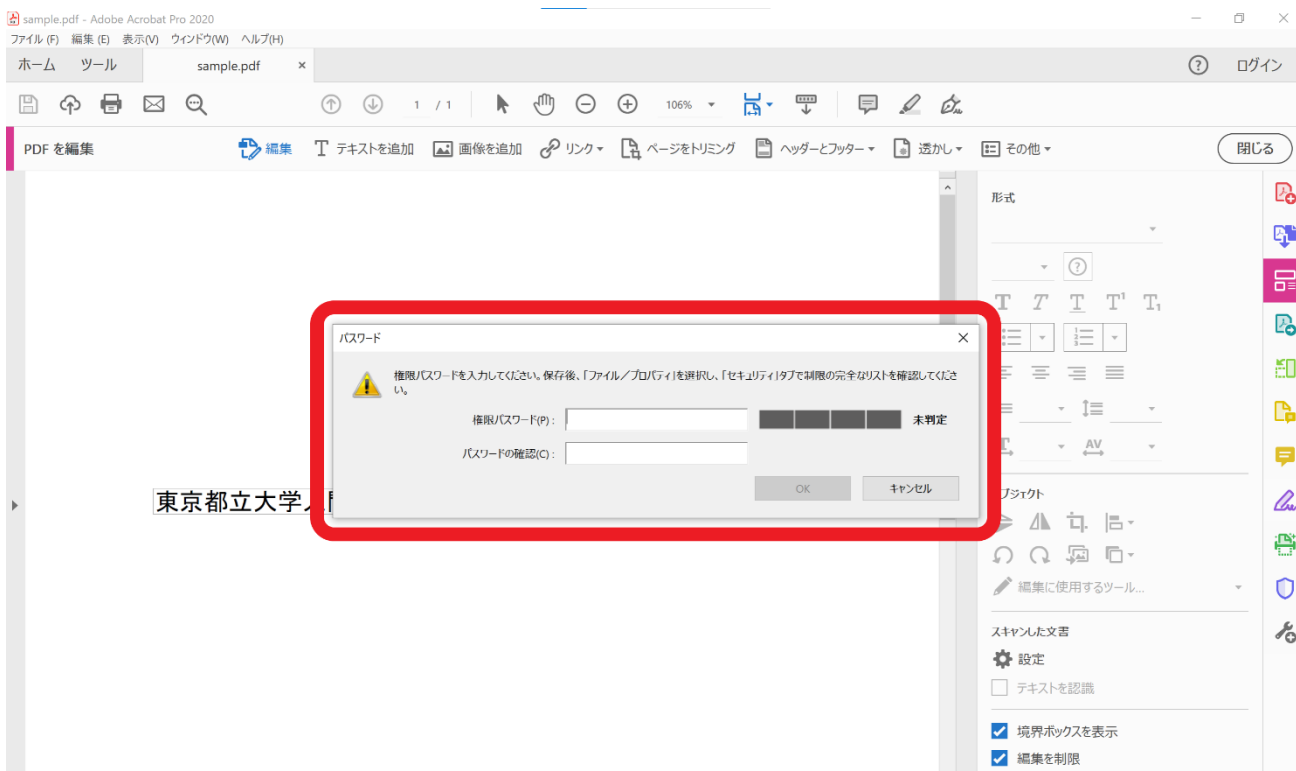 sample.pdf - Adobe Acrobat Pro 2020
ファイル (F) 編集 (E) 表示(V) ウィンドウ(W) ヘルプ(H)
ホーム ツール sample.pdf × ? ログイン
1 / 1 106%
PDF を編集 編集 テキストを追加 画像を追加 リンク ページをトリミング ヘッダーとフッター 透かし その他 閉じる
形式
パスワード
権限パスワードを入力してください。保存後、「ファイル／プロパティ」を選択し、「セキュリティ」タブで制限の完全なリストを確認してくださ
い。
権限パスワード(P) : 未判定
パスワードの確認(C) :
OK キャンセル
東京都立大学
ブジェクト
編集に使用するツール...
スキャンした文書
設定
テキストを認識
境界ボックスを表示
編集を制限